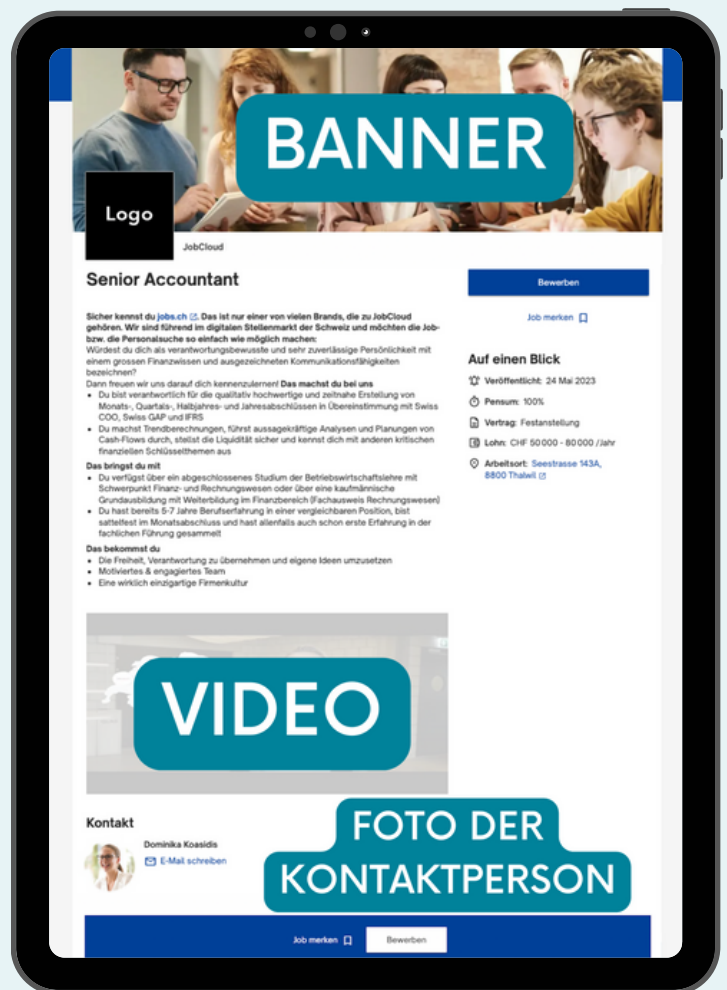 BANNER
Logo
JobCloud
Senior Accountant
Bewerben
Job merken
Sicher kennst du jobs.ch. Das ist nur einer von vielen Brands, die zu JobCloud
gehören. Wir sind führend im digitalen Stellenmarkt der Schweiz und möchten die Job-
bzw. die Personalsuche so einfach wie möglich machen:
Würdest du dich als verantwortungsbewusste und sehr zuverlässige Persönlichkeit mit
einem grossen Finanzwissen und ausgezeichneten Kommunikationsfähigkeiten
bezeichnen?
Dann freuen wir uns darauf dich kennenzulernen! Das machst du bei uns
• Du bist verantwortlich für die qualitativ hochwertige und zeitnahe Erstellung von
Monats-, Quartals-, Halbjahres- und Jahresabschlüssen in Übereinstimmung mit Swiss
COO, Swiss GAP und IFRS
• Du machst Trendberechnungen, führst aussagekräftige Analysen und Planungen von
Cash-Flows durch, stellst die Liquidität sicher und kennst dich mit anderen kritischen
finanziellen Schlüsselthemen aus
Das bringst du mit
• Du verfügst über ein abgeschlossenes Studium der Betriebswirtschaftslehre mit
Schwerpunkt Finanz- und Rechnungswesen oder über eine kaufmännische
Grundausbildung mit Weiterbildung im Finanzbereich (Fachausweis Rechnungswesen)
• Du hast bereits 5-7 Jahre Berufserfahrung in einer vergleichbaren Position, bist
sattelfest im Monatsabschluss und hast allenfalls auch schon erste Erfahrung in der
fachlichen Führung gesammelt
Das bekommst du
• Die Freiheit, Verantwortung zu übernehmen und eigene Ideen umzusetzen
• Motiviertes & engagiertes Team
• Eine wirklich einzigartige Firmenkultur
Auf einen Blick
Veröffentlicht: 24 Mai 2023
Pensum: 100%
Vertrag: Festanstellung
Lohn: CHF 50 000 - 80 000 /Jahr
Arbeitsort: Seestrasse 143A,
8800 Thalwil
VIDEO
Kontakt
Dominika Koasidis
E-Mail schreiben
FOTO DER
KONTAKTPERSON
Job merken
Bewerben